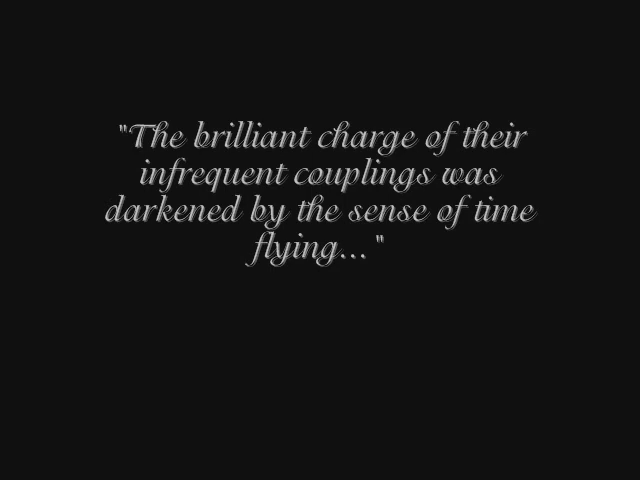 "The brilliant charge of their
infrequent couplings was
darkened by the sense of time
flying..."